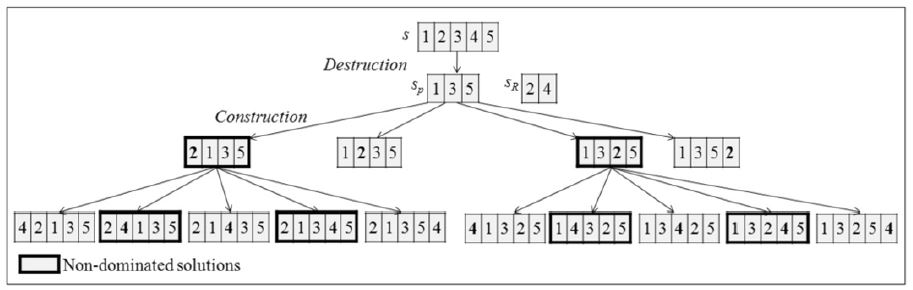 s 1 2 3 4 5
Destruction
sp 1 3 5 sR 2 4
Construction
2 1 3 5 1 2 3 5 1 3 2 5 1 3 5 2
4 2 1 3 5 2 4 1 3 5 2 1 4 3 5 2 1 3 4 5 2 1 3 5 4 4 1 3 2 5 1 4 3 2 5 1 3 4 2 5 1 3 2 4 5 1 3 2 5 4
Non-dominated solutions